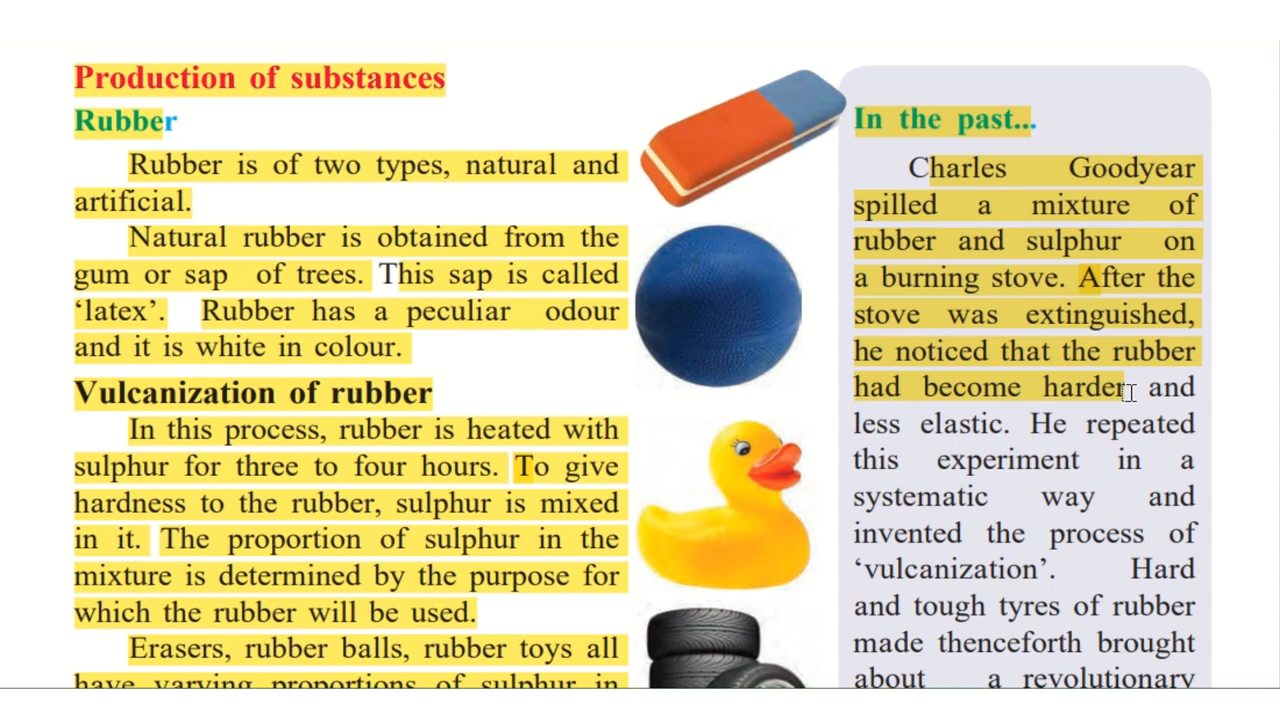 Production of substances
Rubber
Rubber is of two types, natural and
artificial.
Natural rubber is obtained from the
gum or sap of trees. This sap is called
‘latex’. Rubber has a peculiar odour
and it is white in colour.
Vulcanization of rubber
In this process, rubber is heated with
sulphur for three to four hours. To give
hardness to the rubber, sulphur is mixed
in it. The proportion of sulphur in the
mixture is determined by the purpose for
which the rubber will be used.
Erasers, rubber balls, rubber toys all
have varying proportions of sulphur in
In the past...
Charles Goodyear
spilled a mixture of
rubber and sulphur on
a burning stove. After the
stove was extinguished,
he noticed that the rubber
had become harder and
less elastic. He repeated
this experiment in a
systematic way and
invented the process of
‘vulcanization’. Hard
and tough tyres of rubber
made thenceforth brought
about a revolutionary